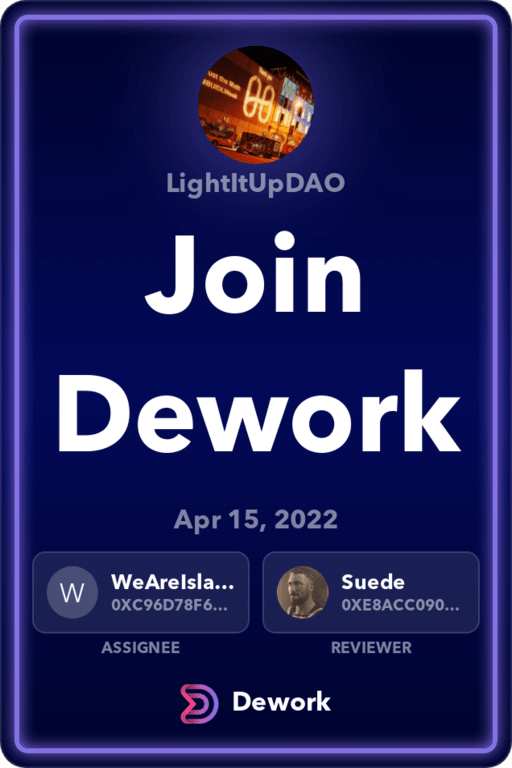 LightItUpDAO
Join
Dework
Apr 15, 2022
W
WeAreIsla...
0XC96D78F6...
ASSIGNEE
Suede
0XE8ACC090...
REVIEWER
Dework